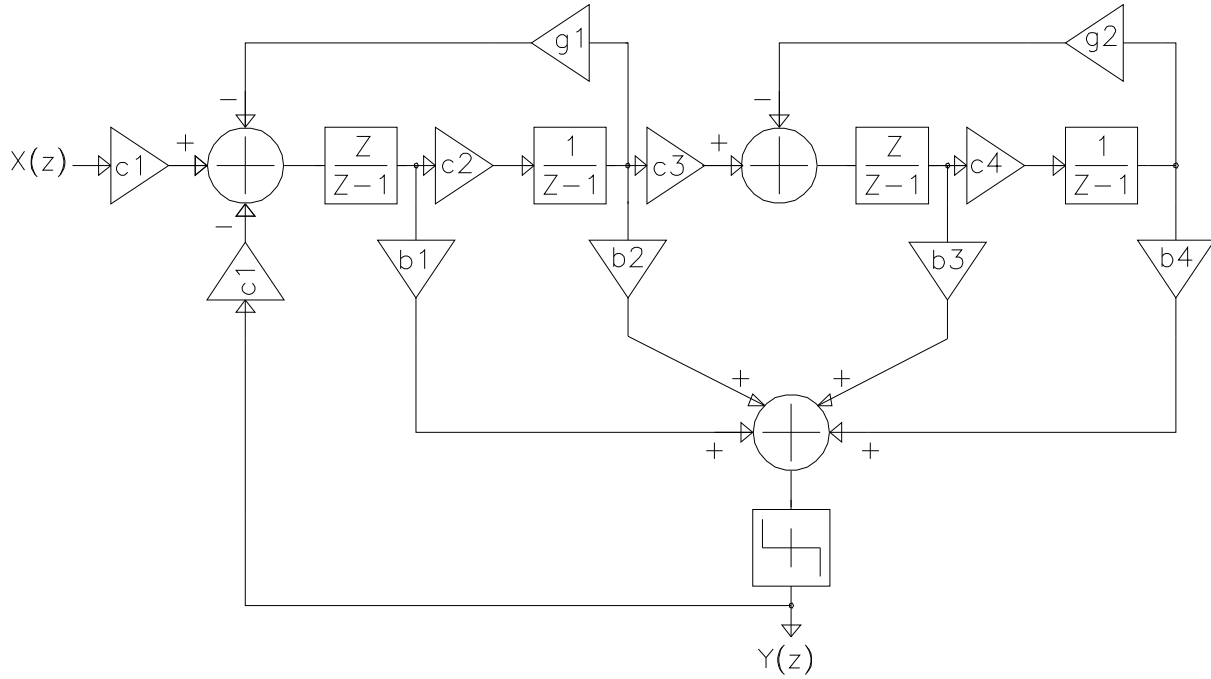 g1
g2
− −
X(z) c1 + Z/Z−1 c2 1/Z−1 c3 + Z/Z−1 c4 1/Z−1
−
c1 b1 b2 b3 b4
+ +
+ +
Y(z)